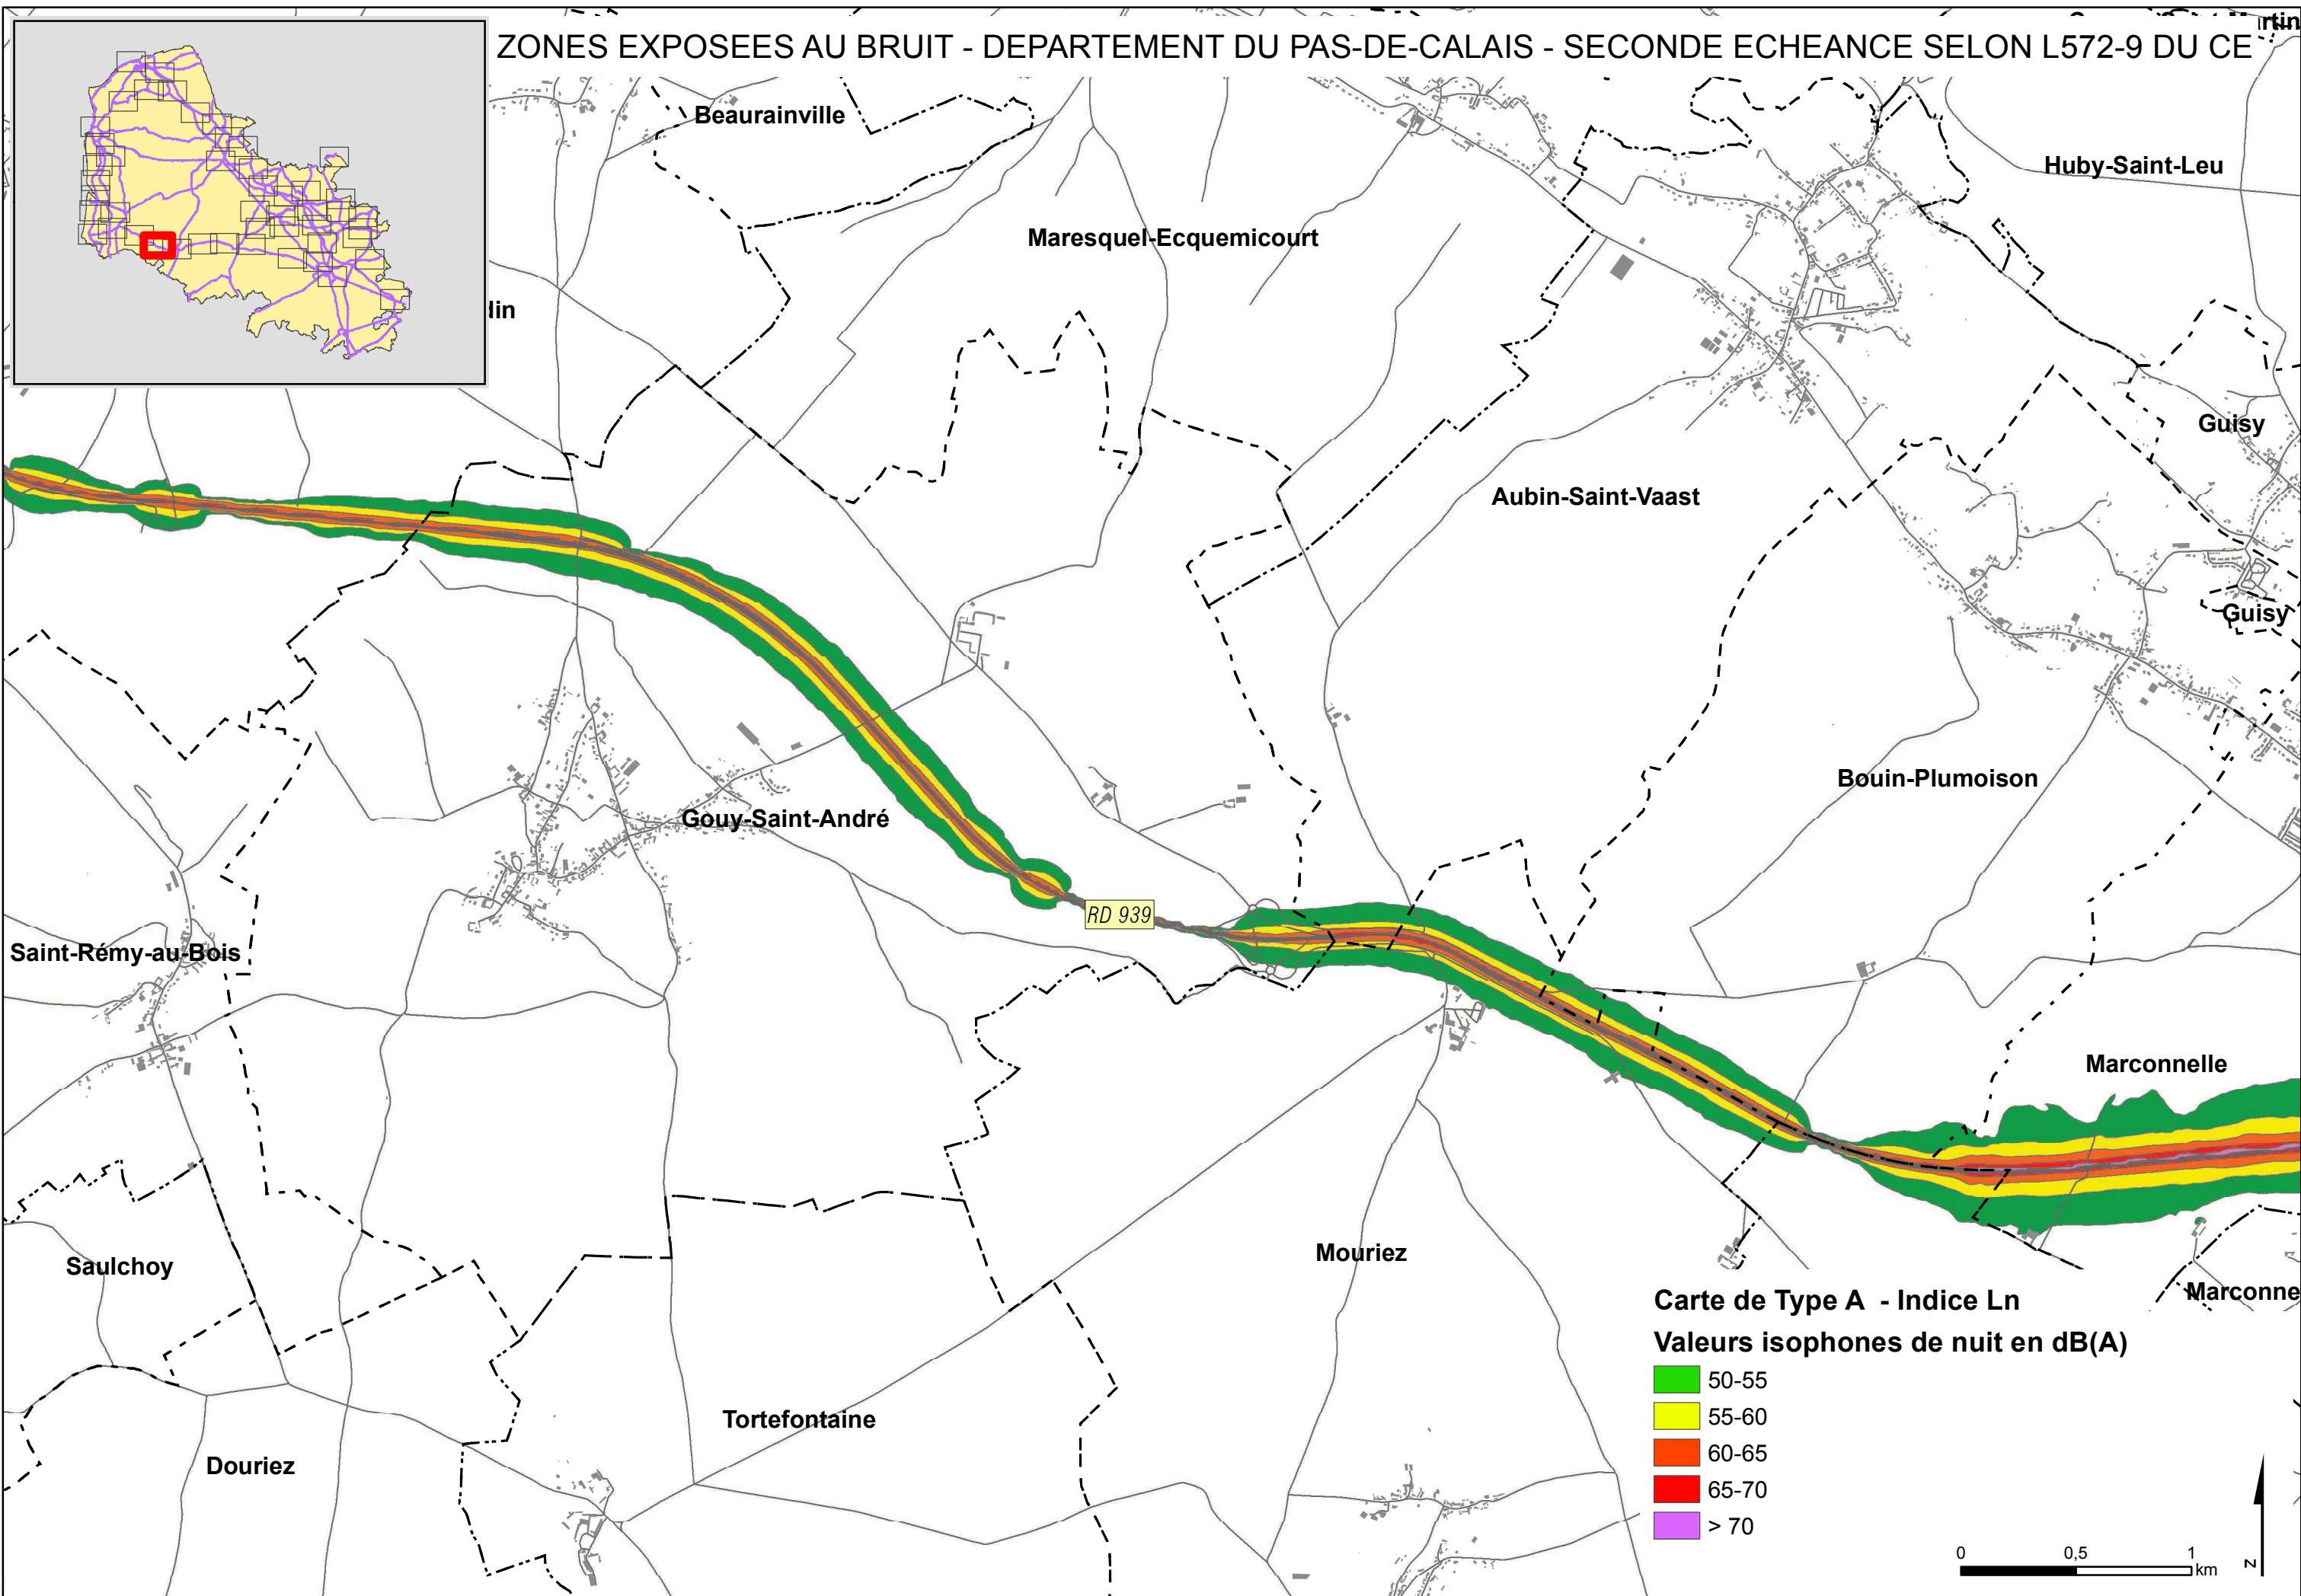 ZONES EXPOSEES AU BRUIT - DEPARTEMENT DU PAS-DE-CALAIS - SECONDE ECHEANCE SELON L572-9 DU CE
Beaurainville
Huby-Saint-Leu
Maresquel-Ecquemicourt
din
Guisy
Aubin-Saint-Vaast
Guisy
Bouin-Plumoison
Gouy-Saint-André
RD 939
Saint-Rémy-au-Bois
Marconnelle
Mouriez
Saulchoy
Marconne
Carte de Type A - Indice Ln
Valeurs isophones de nuit en dB(A)
50-55
55-60
60-65
65-70
> 70
Tortefontaine
Douriez
0 0,5 1
km
N